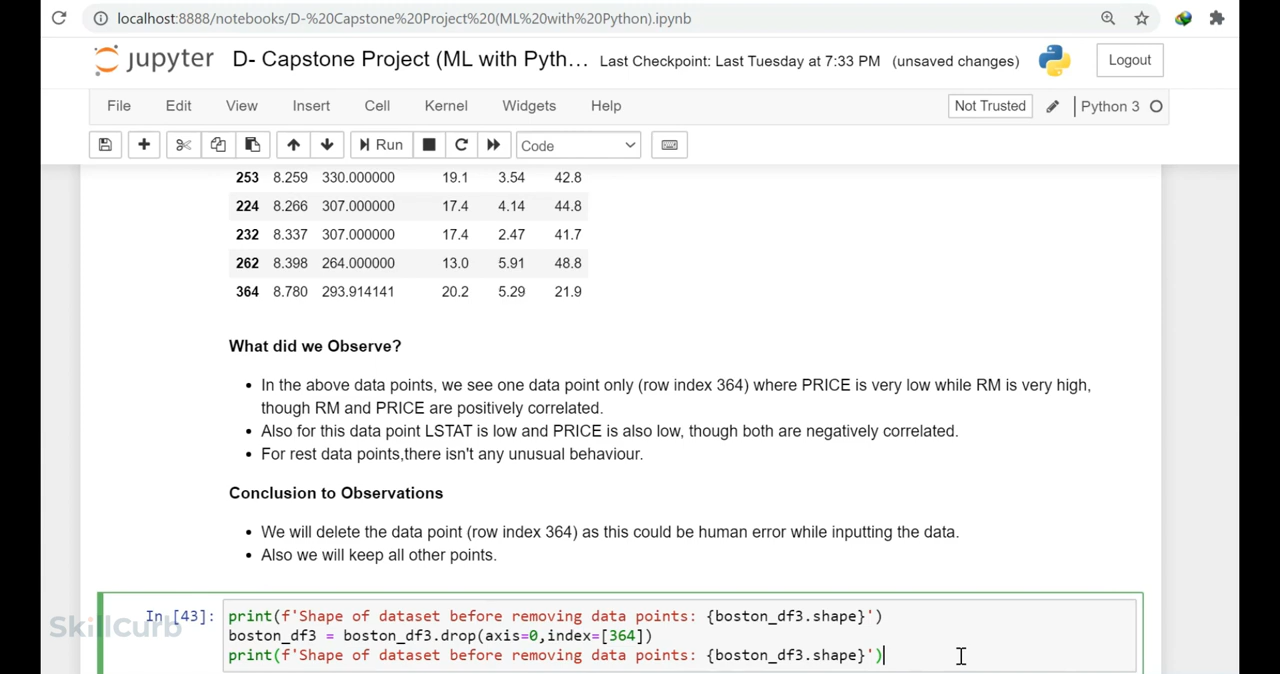 localhost:8888/notebooks/D-%20Capstone%20Project%20(ML%20with%20Python).ipynb
jupyter D- Capstone Project (ML with Pyth... Last Checkpoint: Last Tuesday at 7:33 PM (unsaved changes) Logout
File Edit View Insert Cell Kernel Widgets Help Not Trusted Python 3
Run Code
253 8.259 330.000000 19.1 3.54 42.8
224 8.266 307.000000 17.4 4.14 44.8
232 8.337 307.000000 17.4 2.47 41.7
262 8.398 264.000000 13.0 5.91 48.8
364 8.780 293.914141 20.2 5.29 21.9
What did we Observe?
• In the above data points, we see one data point only (row index 364) where PRICE is very low while RM is very high,
though RM and PRICE are positively correlated.
• Also for this data point LSTAT is low and PRICE is also low, though both are negatively correlated.
• For rest data points,there isn't any unusual behaviour.
Conclusion to Observations
• We will delete the data point (row index 364) as this could be human error while inputting the data.
• Also we will keep all other points.
In [43]: print(f'Shape of dataset before removing data points: {boston_df3.shape}')
SkillCurb
boston_df3 = boston_df3.drop(axis=0,index=[364])
print(f'Shape of dataset before removing data points: {boston_df3.shape}')